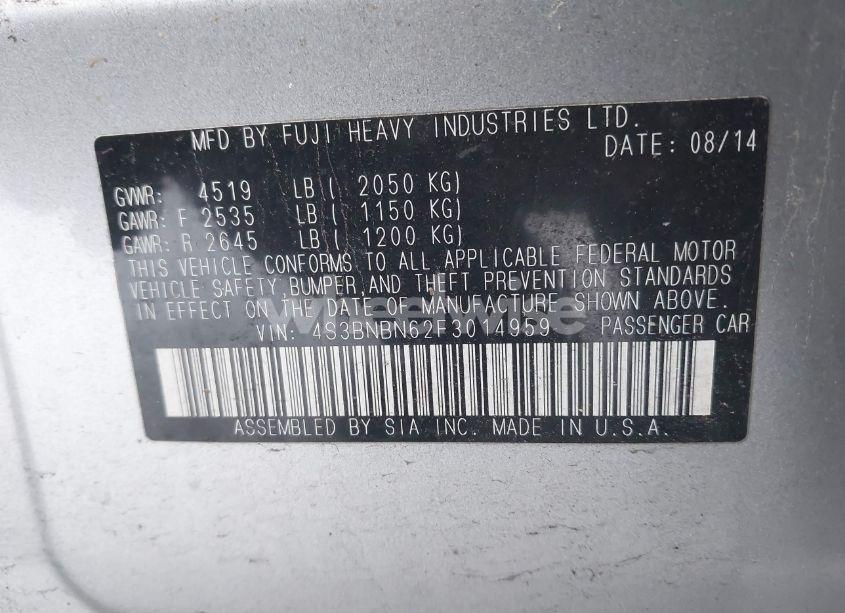 MFD BY FUJI HEAVY INDUSTRIES LTD.
DATE: 08/14
GVWR: 4519 LB ( 2050 KG)
GAWR: F 2535 LB ( 1150 KG)
GAWR: R 2645 LB ( 1200 KG)
THIS VEHICLE CONFORMS TO ALL APPLICABLE FEDERAL MOTOR
VEHICLE SAFETY BUMPER, AND THEFT PREVENTION STANDARDS
IN EFFECT ON THE DATE OF MANUFACTURE SHOWN ABOVE.
VIN: PASSENGER CAR
ASSEMBLED BY SIA INC. MADE IN U.S.A.